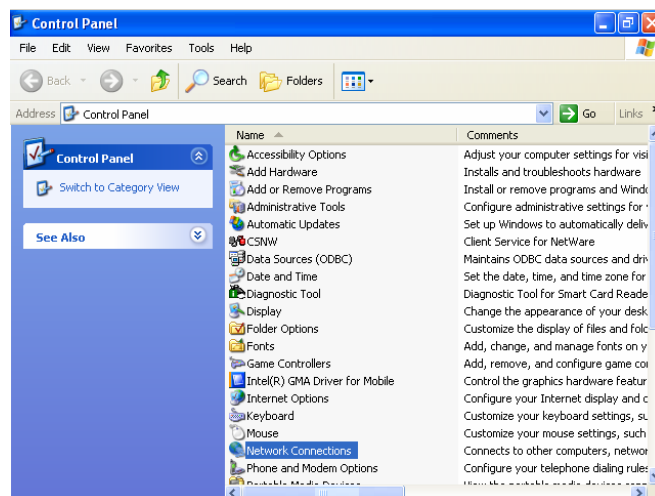 Control Panel
File Edit View Favorites Tools Help
Back Search Folders
Address Control Panel Go Links
Name Comments
Control Panel
Switch to Category View
See Also
Accessibility Options Adjust your computer settings for visi
Add Hardware Installs and troubleshoots hardware
Add or Remove Programs Install or remove programs and Windo
Administrative Tools Configure administrative settings for
Automatic Updates Set up Windows to automatically deliv
CSNW Client Service for NetWare
Data Sources (ODBC) Maintains ODBC data sources and driv
Date and Time Set the date, time, and time zone for
Diagnostic Tool Diagnostic Tool for Smart Card Reade
Display Change the appearance of your desk
Folder Options Customize the display of files and fold
Fonts Add, change, and manage fonts on y
Game Controllers Add, remove, and configure game con
Intel(R) GMA Driver for Mobile Control the graphics hardware featur
Internet Options Configure your Internet display and c
Keyboard Customize your keyboard settings, su
Mouse Customize your mouse settings, such
Network Connections Connects to other computers, networ
Phone and Modem Options Configure your telephone dialing rules